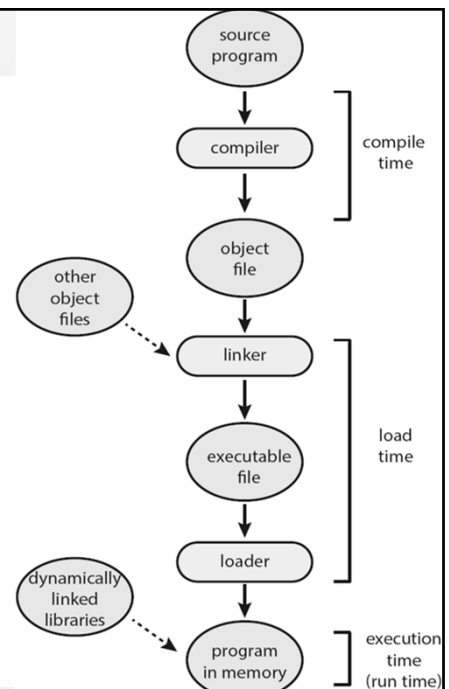 source
program
compiler
compile
time
object
file
other
object
files
linker
load
time
executable
file
loader
dynamically
linked
libraries
program
in memory
execution
time
(run time)